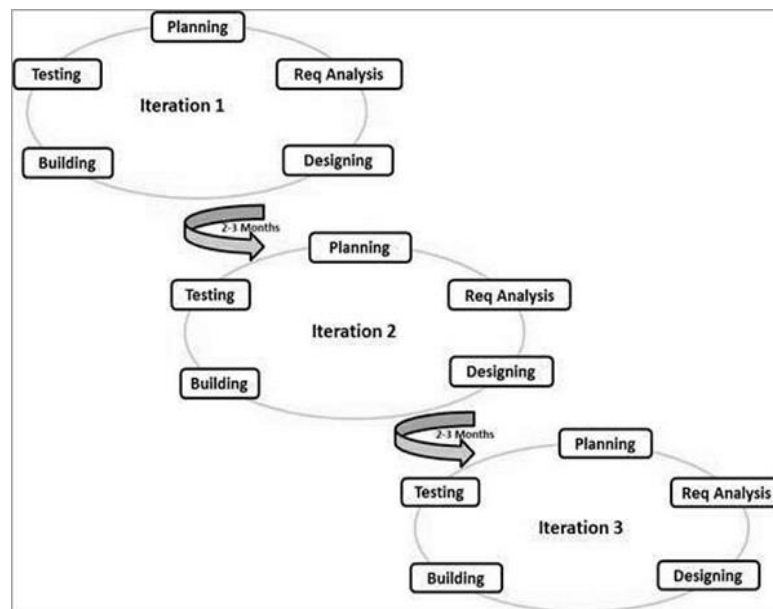 Planning
Testing
Req Analysis
Iteration 1
Building
Designing
2-3 Months
Planning
Testing
Req Analysis
Iteration 2
Building
Designing
2-3 Months
Planning
Testing
Req Analysis
Iteration 3
Building
Designing